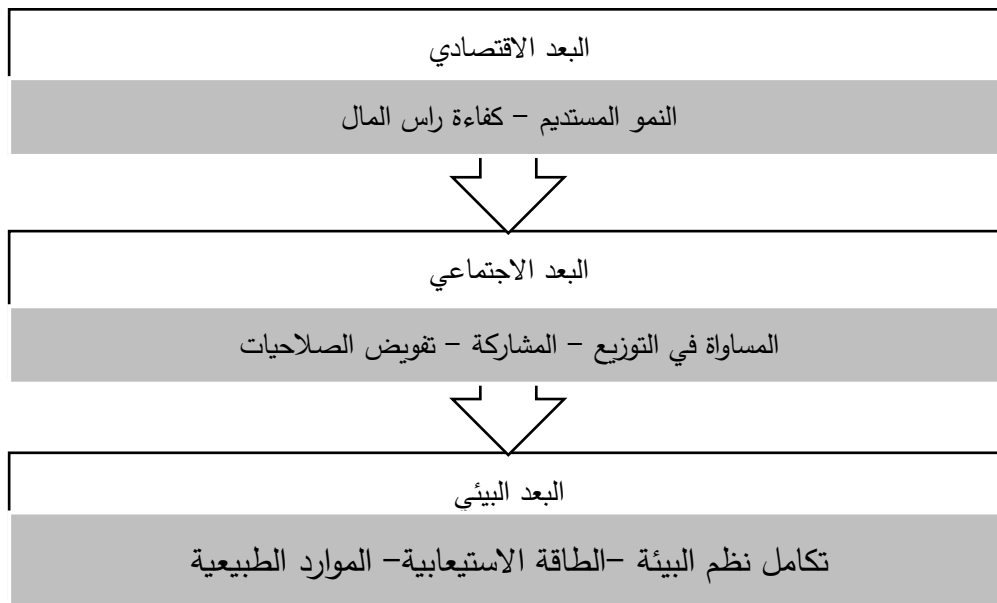 البعد الاقتصادي
النمو المستديم – كفاءة راس المال
البعد الاجتماعي
المساواة في التوزيع – المشاركة – تفويض الصلاحيات
البعد البيئي
تكامل نظم البيئة –الطاقة الاستيعابية– الموارد الطبيعية